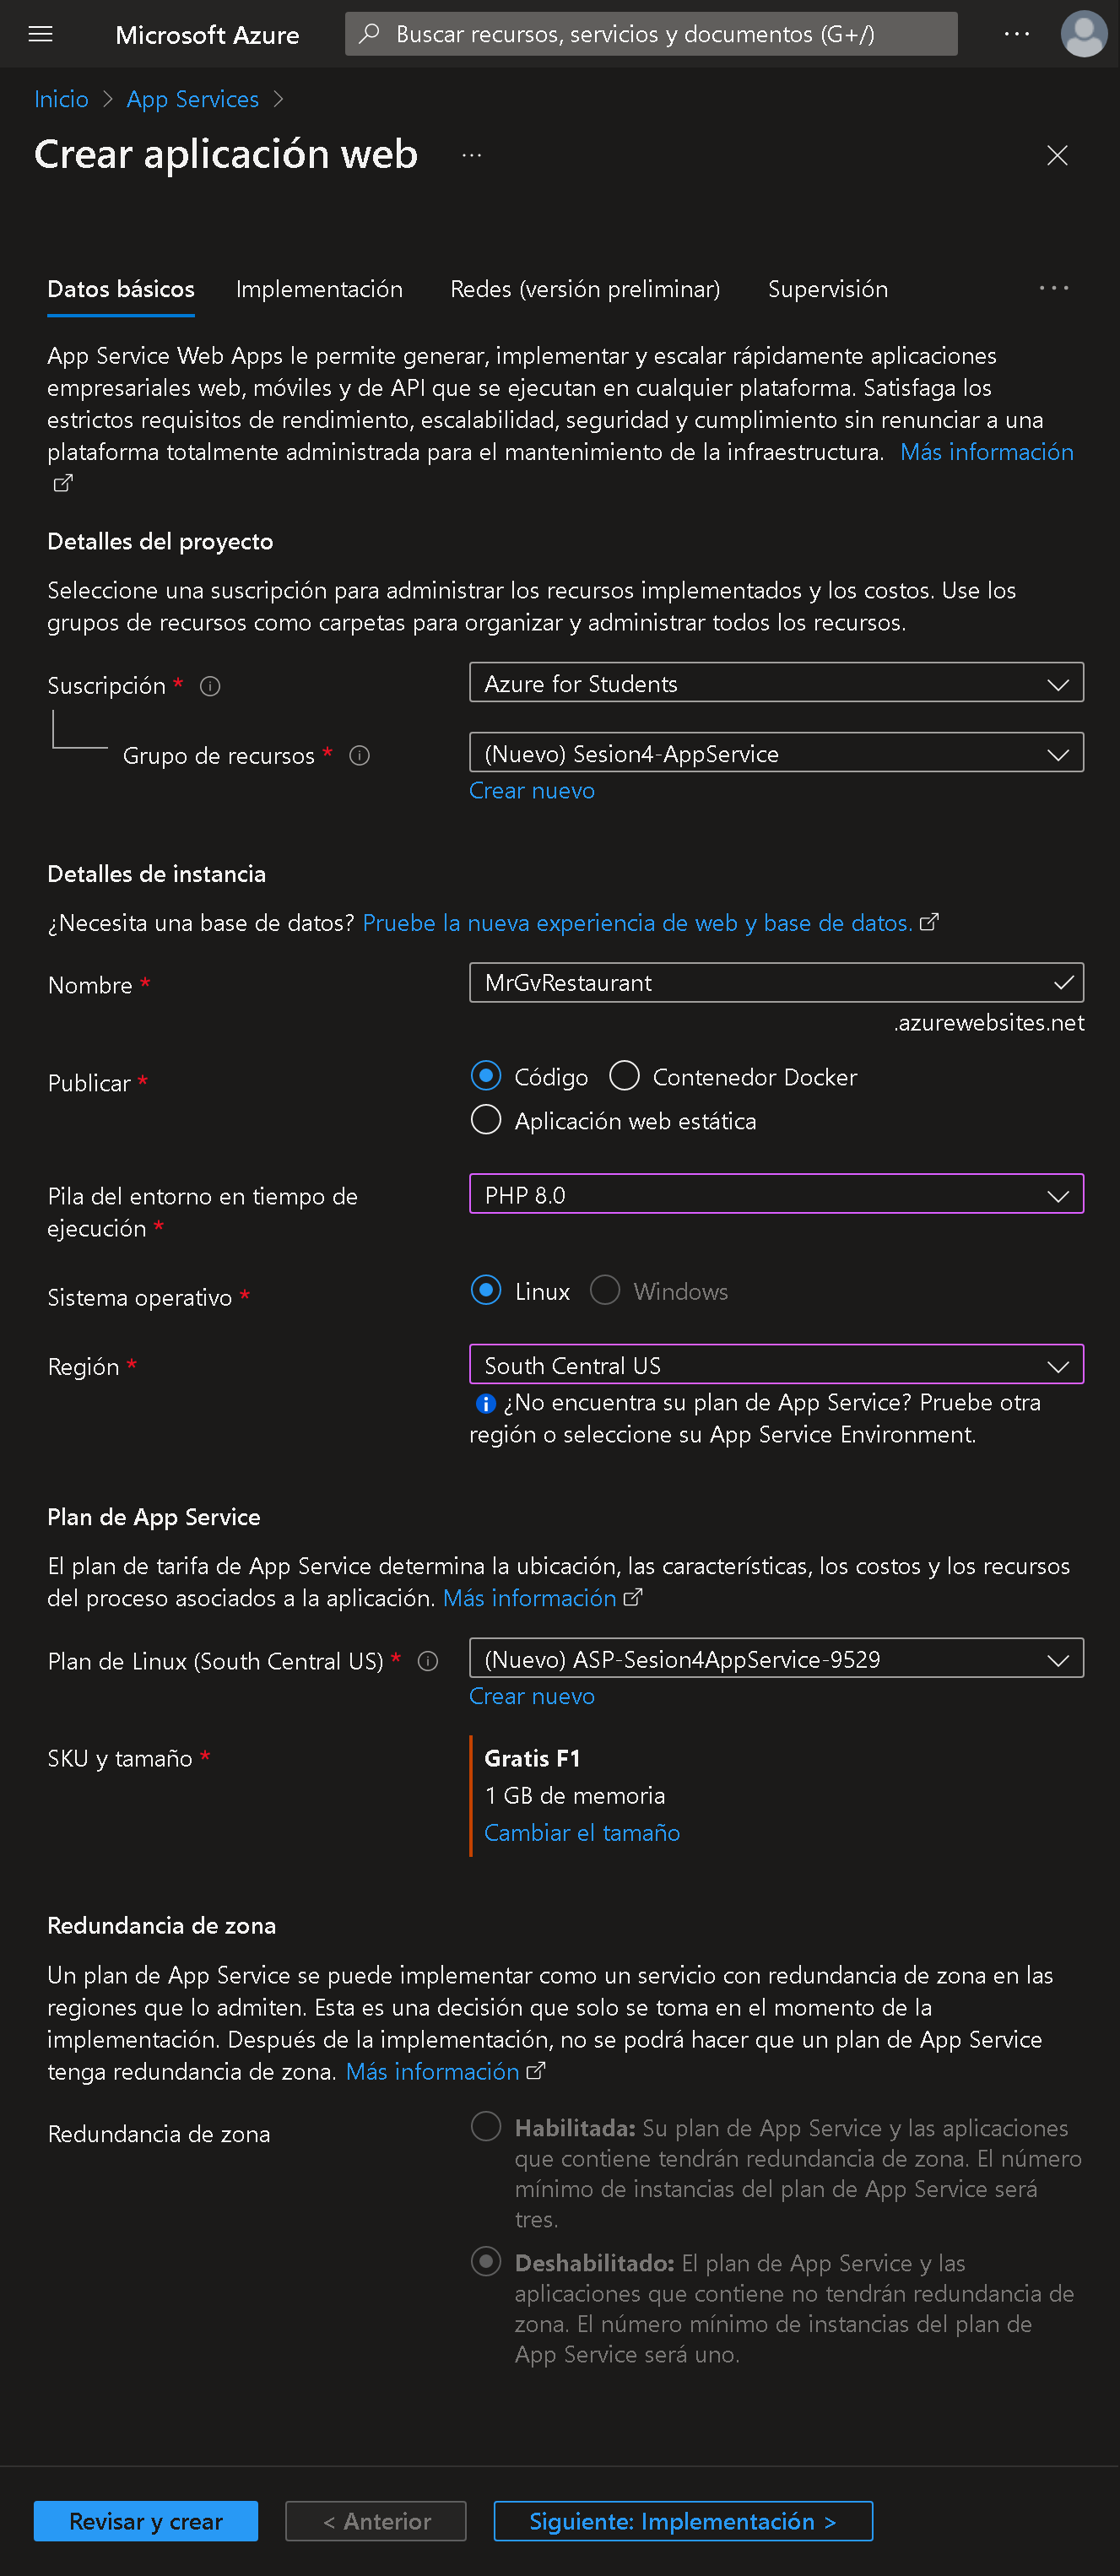 Microsoft Azure
Buscar recursos, servicios y documentos (G+/)
Inicio > App Services >
Crear aplicación web
Datos básicos
Implementación
Redes (versión preliminar)
Supervisión
App Service Web Apps le permite generar, implementar y escalar rápidamente aplicaciones
empresariales web, móviles y de API que se ejecutan en cualquier plataforma. Satisfaga los
estrictos requisitos de rendimiento, escalabilidad, seguridad y cumplimiento sin renunciar a una
plataforma totalmente administrada para el mantenimiento de la infraestructura. Más información
Detalles del proyecto
Seleccione una suscripción para administrar los recursos implementados y los costos. Use los
grupos de recursos como carpetas para organizar y administrar todos los recursos.
Suscripción *
Azure for Students
Grupo de recursos *
(Nuevo) Sesion4-AppService
Crear nuevo
Detalles de instancia
¿Necesita una base de datos? Pruebe la nueva experiencia de web y base de datos.
Nombre *
MrGvRestaurant
.azurewebsites.net
Publicar *
Código
Contenedor Docker
Aplicación web estática
Pila del entorno en tiempo de
ejecución *
PHP 8.0
Sistema operativo *
Linux
Windows
Región *
South Central US
¿No encuentra su plan de App Service? Pruebe otra
región o seleccione su App Service Environment.
Plan de App Service
El plan de tarifa de App Service determina la ubicación, las características, los costos y los recursos
del proceso asociados a la aplicación. Más información
Plan de Linux (South Central US) *
(Nuevo) ASP-Sesion4AppService-9529
Crear nuevo
SKU y tamaño *
Gratis F1
1 GB de memoria
Cambiar el tamaño
Redundancia de zona
Un plan de App Service se puede implementar como un servicio con redundancia de zona en las
regiones que lo admiten. Esta es una decisión que solo se toma en el momento de la
implementación. Después de la implementación, no se podrá hacer que un plan de App Service
tenga redundancia de zona. Más información
Redundancia de zona
Habilitada: Su plan de App Service y las aplicaciones
que contiene tendrán redundancia de zona. El número
mínimo de instancias del plan de App Service será
tres.
Deshabilitado: El plan de App Service y las
aplicaciones que contiene no tendrán redundancia de
zona. El número mínimo de instancias del plan de
App Service será uno.
Revisar y crear
< Anterior
Siguiente: Implementación >